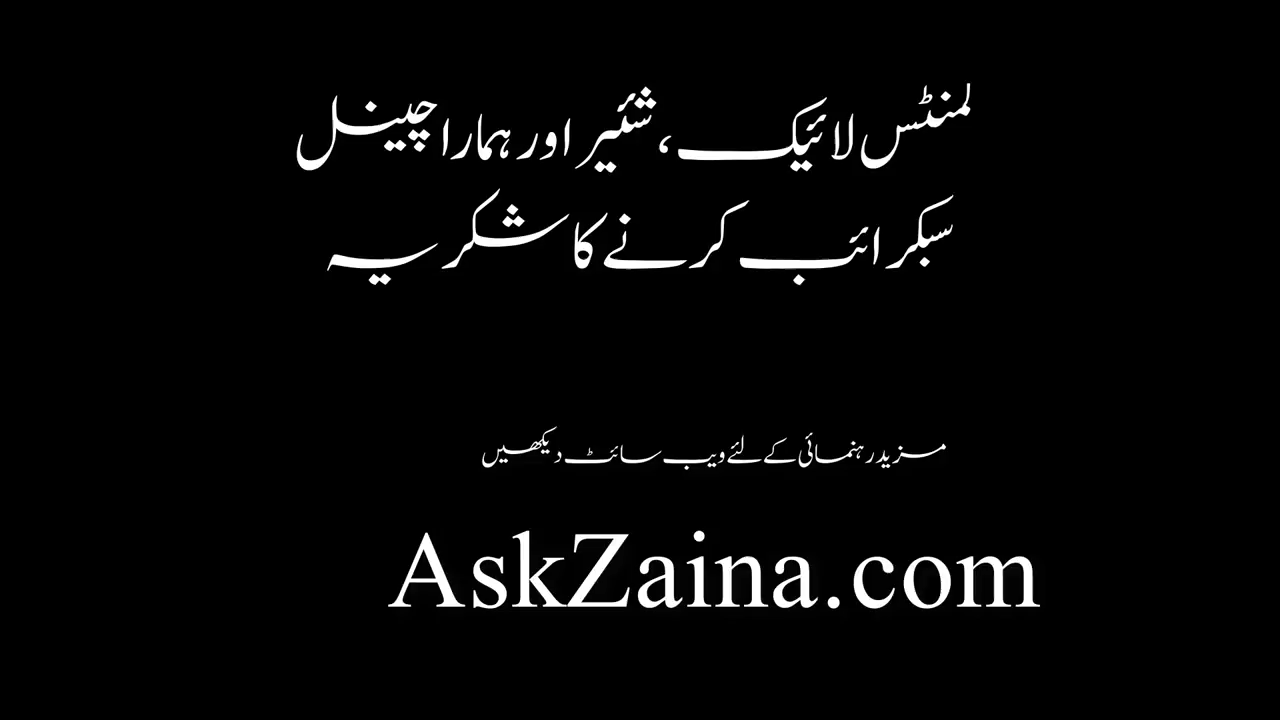 لمنٹس لائیک، شئیر اور ہمارا چینل
سبکرائب کرنے کا شکریہ
مزید رہنمائی کے لئے ویب سائٹ دیکھیں
AskZaina.com